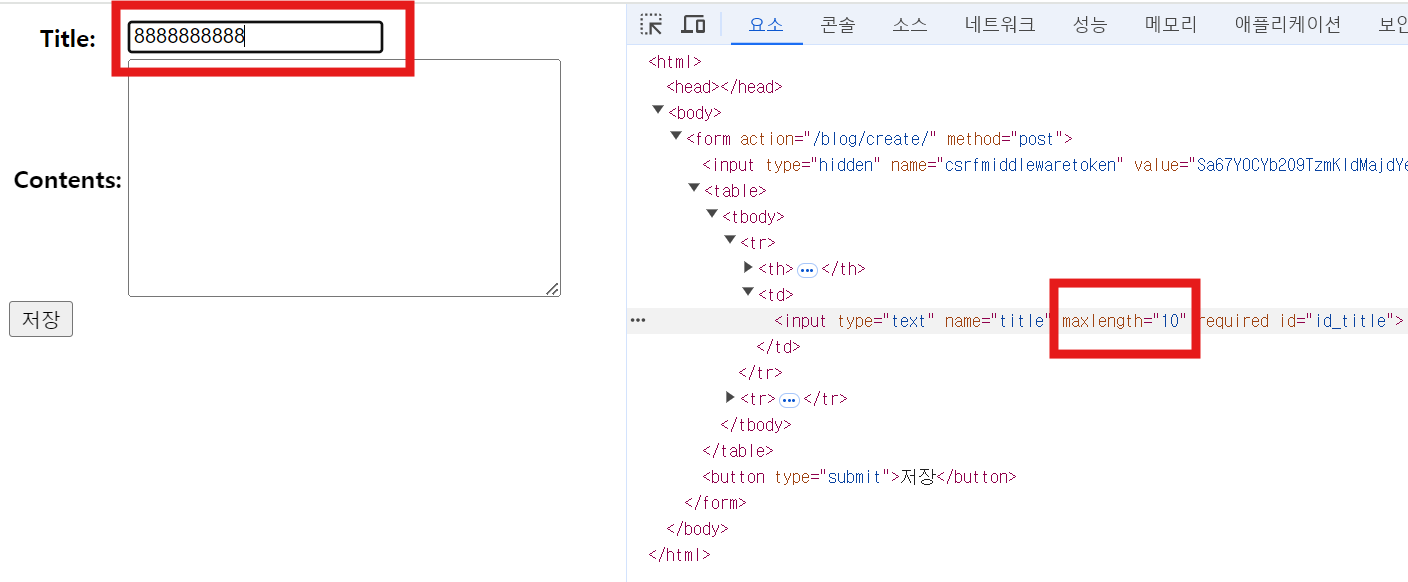 Title: 8888888888
Contents:
저장
요소 콘솔 소스 네트워크 성능 메모리 애플리케이션 보안
<html>
<head></head>
<body>
<form action="/blog/create/" method="post">
<input type="hidden" name="csrfmiddlewaretoken" value="Sa67YOCYb209TzmKIdMajdYe
<table>
<tbody>
<tr>
<th>…</th>
<td>
<input type="text" name="title" maxlength="10" required id="id_title">
</td>
</tr>
<tr>…</tr>
</tbody>
</table>
<button type="submit">저장</button>
</form>
</body>
</html>